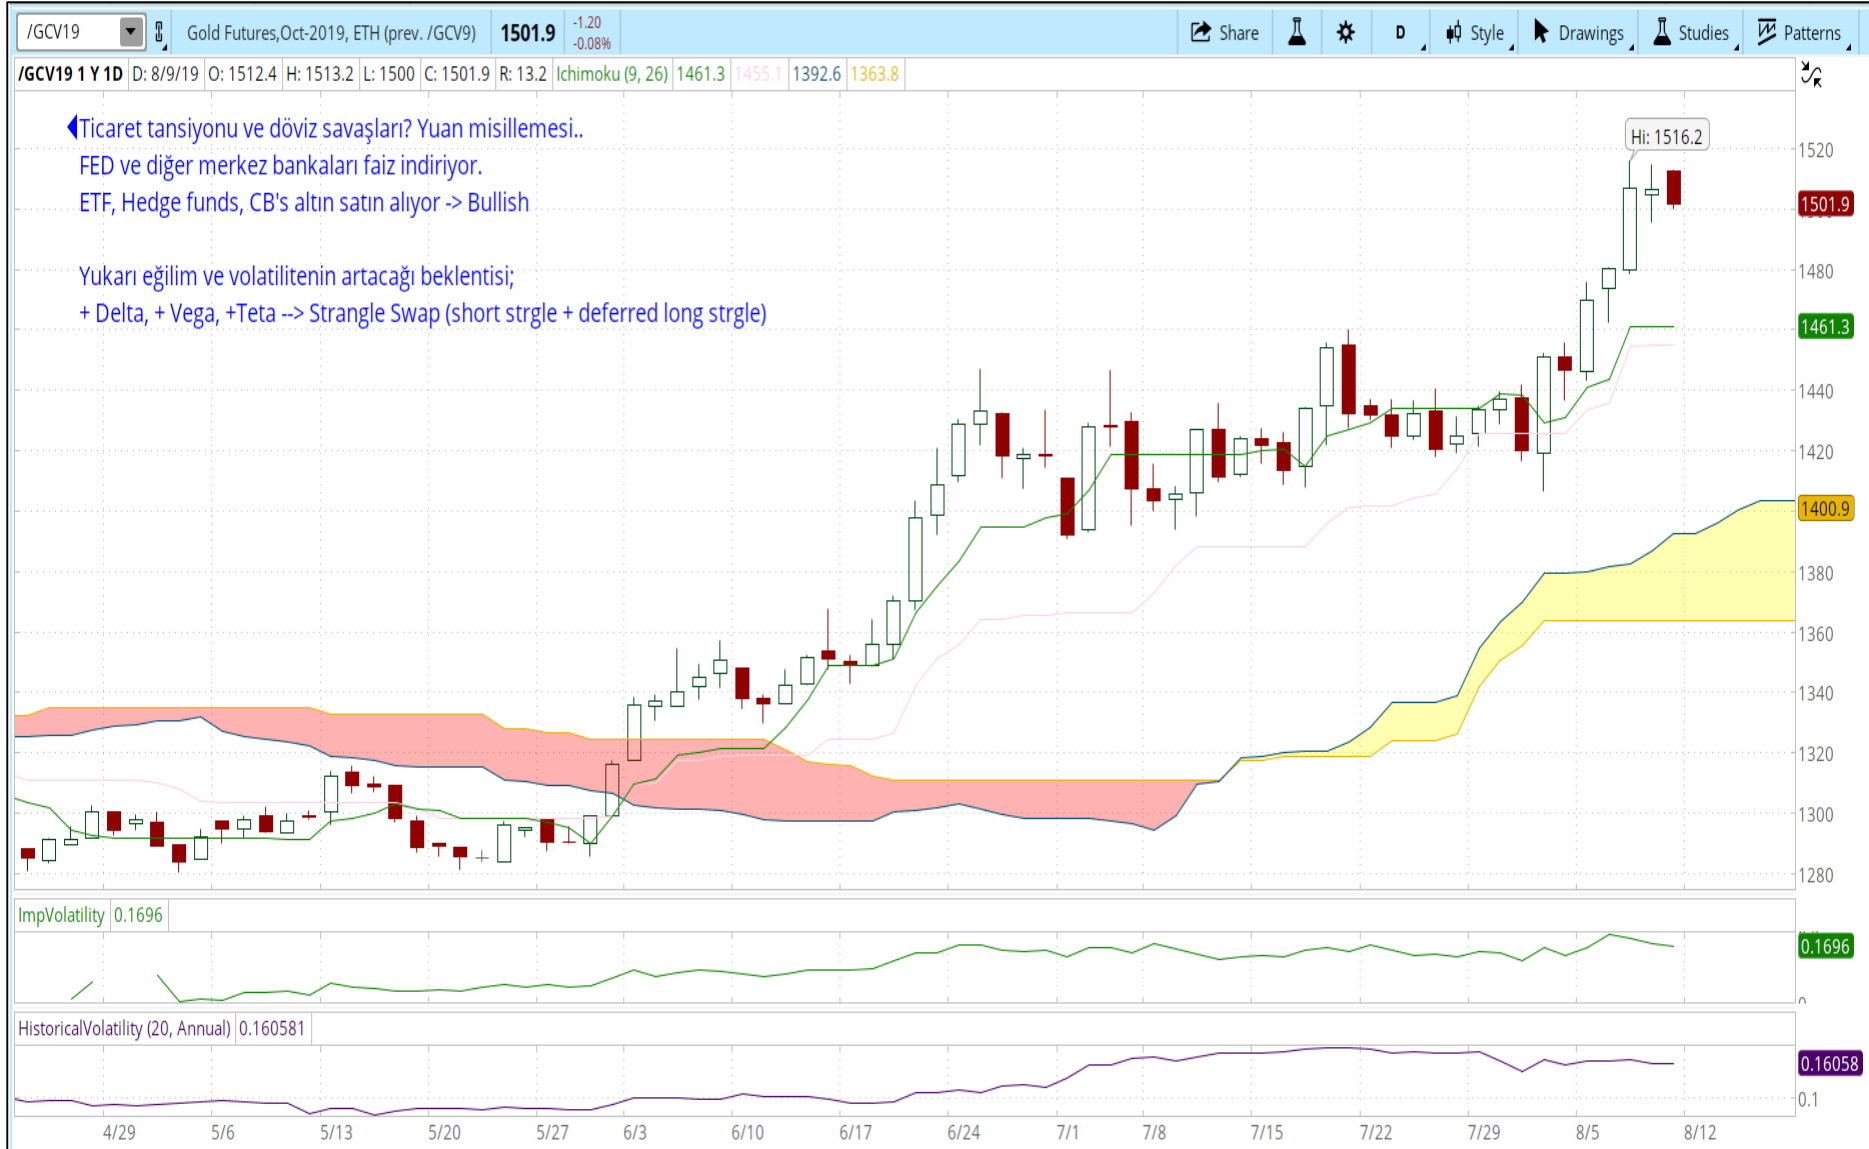 /GCV19 Gold Futures,Oct-2019, ETH (prev. /GCV9) 1501.9 -1.20 -0.08% Share D Style Drawings Studies Patterns
/GCV19 1 Y 1D D: 8/9/19 O: 1512.4 H: 1513.2 L: 1500 C: 1501.9 R: 13.2 Ichimoku (9, 26) 1461.3 1455.1 1392.6 1363.8
Ticaret tansiyonu ve döviz savaşları? Yuan misillemesi..
FED ve diğer merkez bankaları faiz indiriyor.
ETF, Hedge funds, CB's altın satın alıyor -> Bullish
Yukarı eğilim ve volatilitenin artacağı beklentisi;
+ Delta, + Vega, +Teta --> Strangle Swap (short strgle + deferred long strgle)
Hi: 1516.2
1520
1501.9
1480
1461.3
1440
1420
1400.9
1380
1360
1340
1320
1300
1280
ImpVolatility 0.1696
0.1696
0
HistoricalVolatility (20, Annual) 0.160581
0.16058
0.1
4/29 5/6 5/13 5/20 5/27 6/3 6/10 6/17 6/24 7/1 7/8 7/15 7/22 7/29 8/5 8/12